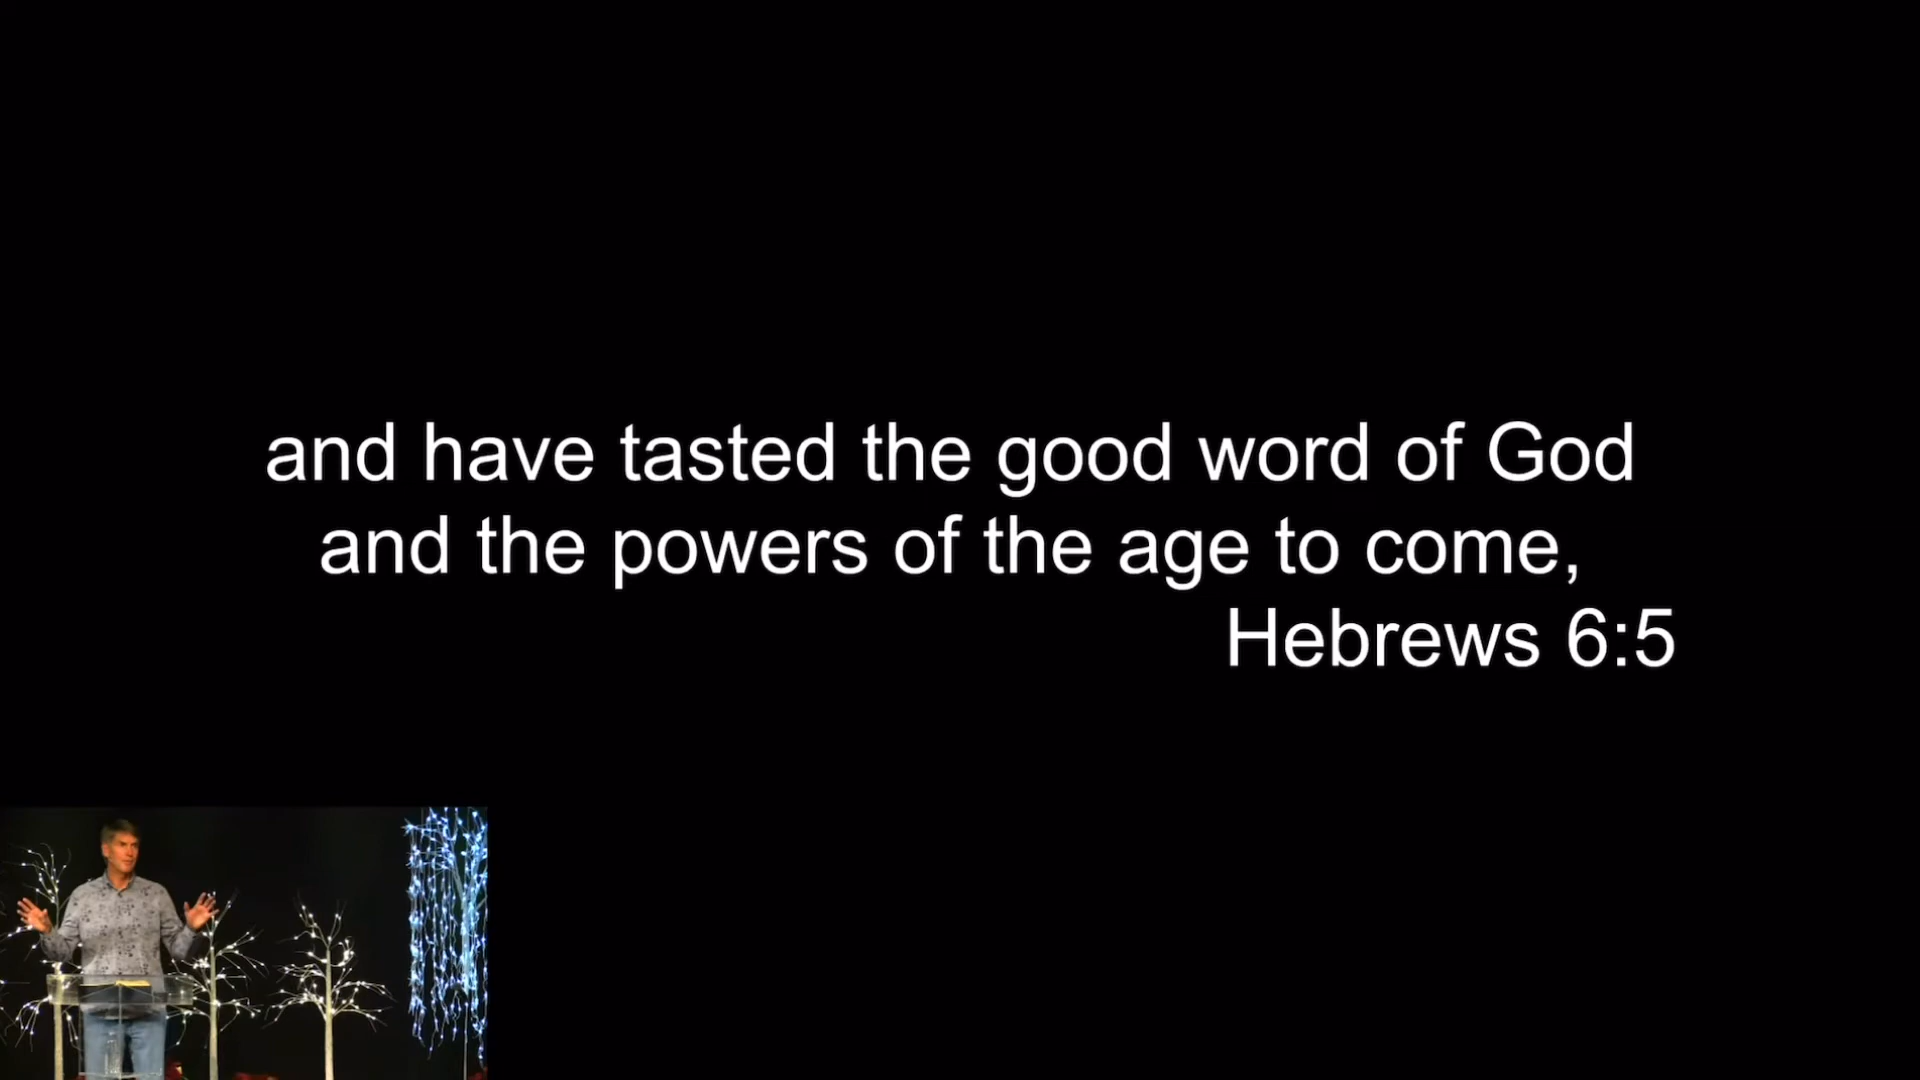 and have tasted the good word of God
and the powers of the age to come,
Hebrews 6:5